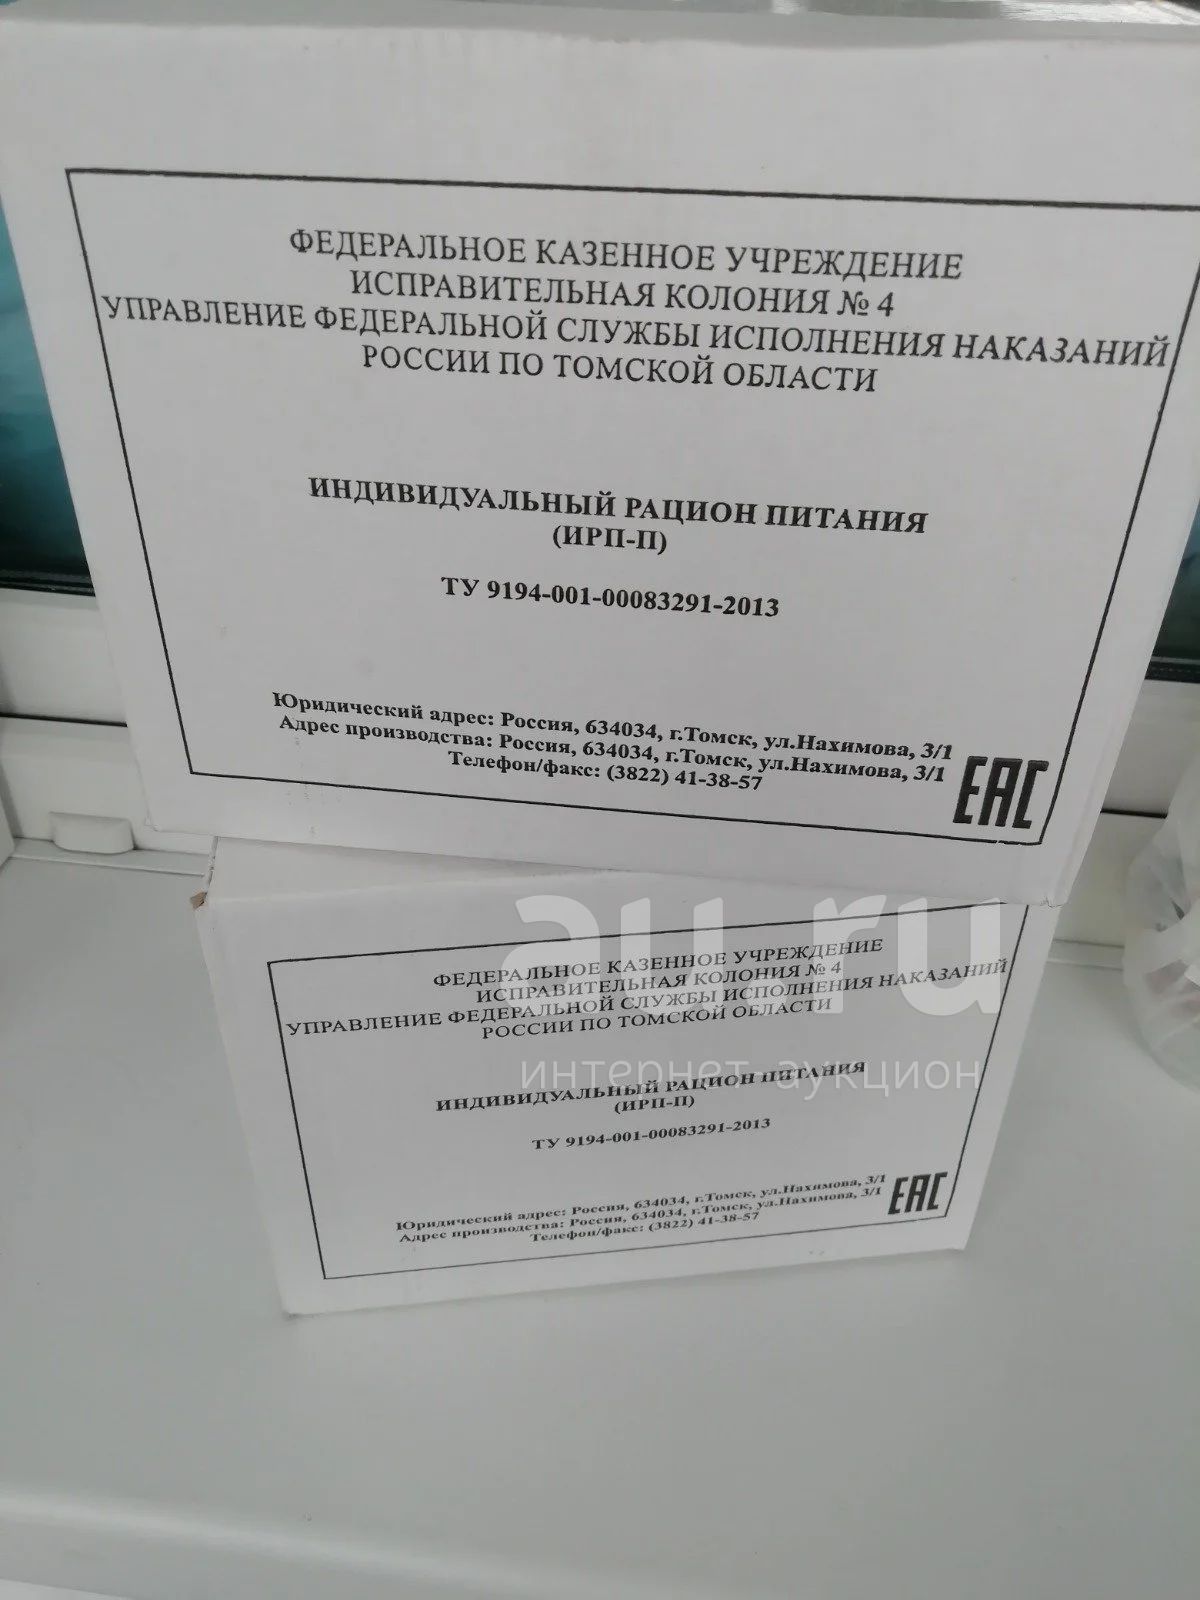 ФЕДЕРАЛЬНОЕ КАЗЕННОЕ УЧРЕЖДЕНИЕ
ИСПРАВИТЕЛЬНАЯ КОЛОНИЯ № 4
УПРАВЛЕНИЕ ФЕДЕРАЛЬНОЙ СЛУЖБЫ ИСПОЛНЕНИЯ НАКАЗАНИЙ
РОССИИ ПО ТОМСКОЙ ОБЛАСТИ
ИНДИВИДУАЛЬНЫЙ РАЦИОН ПИТАНИЯ
(ИРП-П)
ТУ 9194-001-00083291-2013
Юридический адрес: Россия, 634034, г.Томск, ул.Нахимова, 3/1
Адрес производства: Россия, 634034, г.Томск, ул.Нахимова, 3/1
Телефон/факс: (3822) 41-38-57
ЕАС
au.ru
интернет-аукцион
ФЕДЕРАЛЬНОЕ КАЗЕННОЕ УЧРЕЖДЕНИЕ
ИСПРАВИТЕЛЬНАЯ КОЛОНИЯ № 4
УПРАВЛЕНИЕ ФЕДЕРАЛЬНОЙ СЛУЖБЫ ИСПОЛНЕНИЯ НАКАЗАНИЙ
РОССИИ ПО ТОМСКОЙ ОБЛАСТИ
ИНДИВИДУАЛЬНЫЙ РАЦИОН ПИТАНИЯ
(ИРП-П)
ТУ 9194-001-00083291-2013
Юридический адрес: Россия, 634034, г.Томск, ул.Нахимова, 3/1
Адрес производства: Россия, 634034, г.Томск, ул.Нахимова, 3/1
Телефон/факс: (3822) 41-38-57
ЕАС